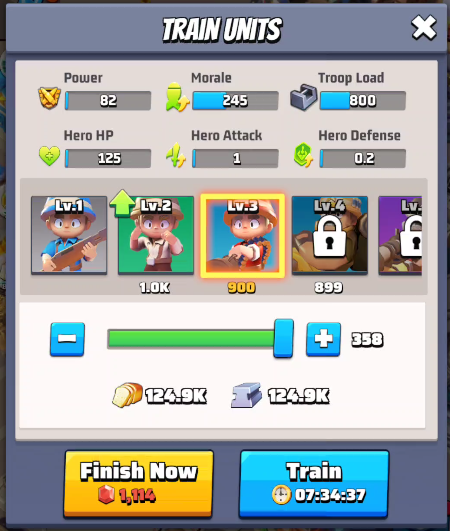 TRAIN UNITS
Power Morale Troop Load
82 245 800
Hero HP Hero Attack Hero Defense
125 1 0.2
Lv.1 Lv.2 Lv.3 Lv.4 Lv.
1.0K 900 899
358
124.9K 124.9K
Finish Now Train
1,114 07:34:37